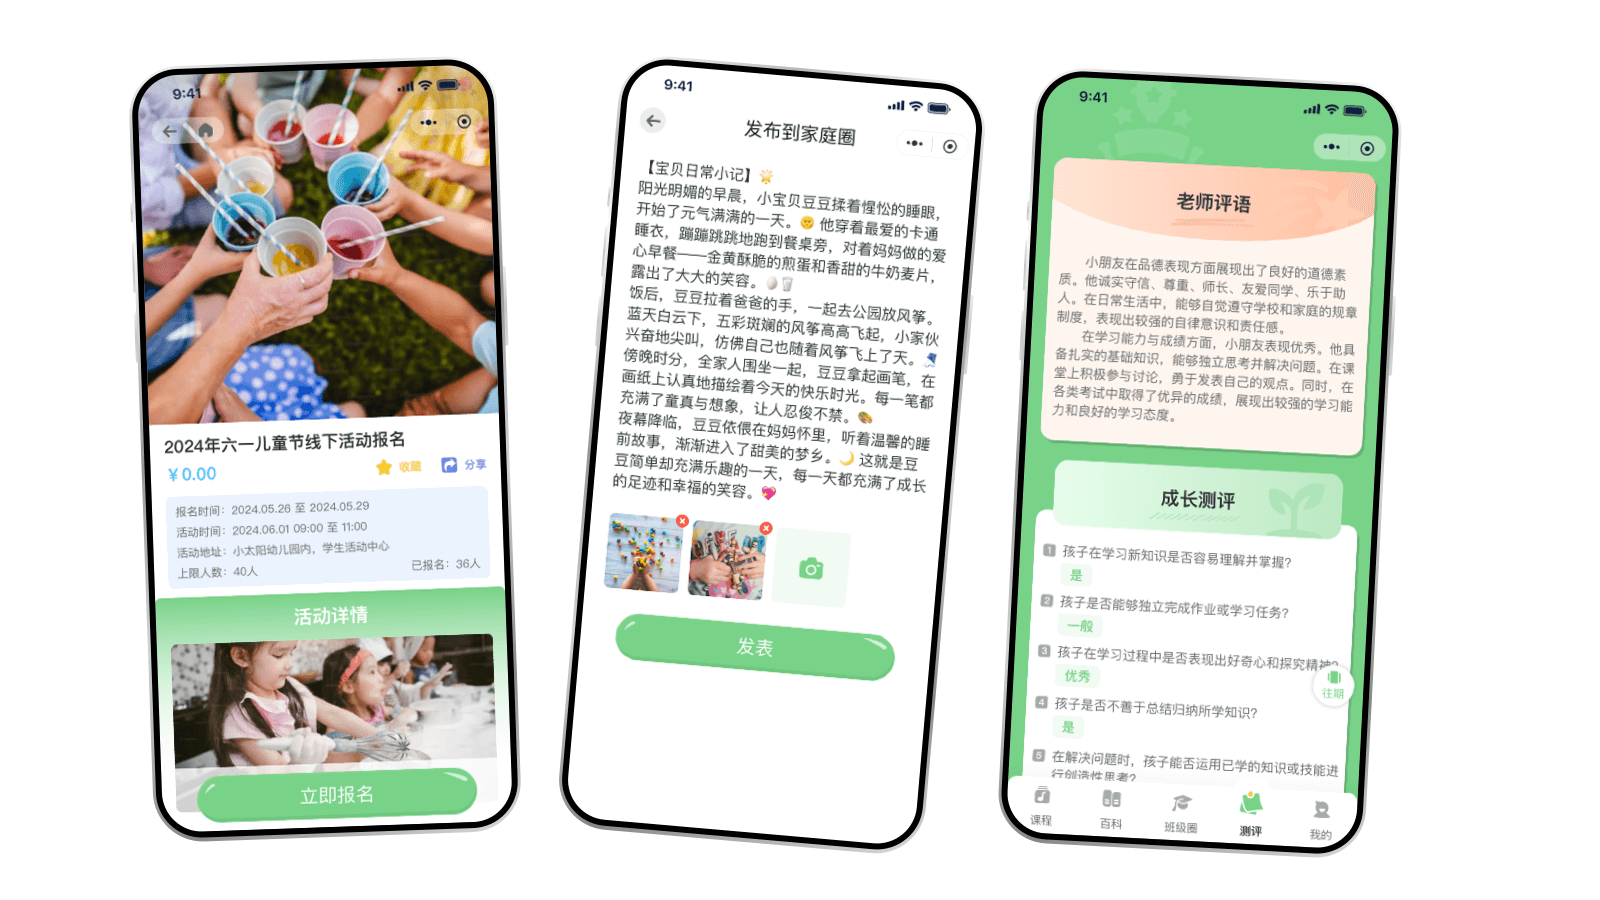 9:41
2024年六一儿童节线下活动报名
¥0.00
收藏
分享
报名时间：2024.05.26 至 2024.05.29
活动时间：2024.06.01 09:00 至 11:00
活动地址：小太阳幼儿园内，学生活动中心
上限人数：40人
已报名：36人
活动详情
立即报名
9:41
发布到家庭圈
【宝贝日常小记】🌟
阳光明媚的早晨，小宝贝豆豆揉着惺忪的睡眼，
开始了元气满满的一天。🌞 他穿着最爱的卡通
睡衣，蹦蹦跳跳地跑到餐桌旁，对着妈妈做的爱
心早餐——金黄酥脆的煎蛋和香甜的牛奶麦片，
露出了大大的笑容。🥚🥛
饭后，豆豆拉着爸爸的手，一起去公园放风筝。
蓝天白云下，五彩斑斓的风筝高高飞起，小家伙
兴奋地尖叫，仿佛自己也随着风筝飞上了天。🪁
傍晚时分，全家人围坐一起，豆豆拿起画笔，在
画纸上认真地描绘着今天的快乐时光。每一笔都
充满了童真与想象，让人忍俊不禁。🎨
夜幕降临，豆豆依偎在妈妈怀里，听着温馨的睡
前故事，渐渐进入了甜美的梦乡。🌙 这就是豆
豆简单却充满乐趣的一天，每一天都充满了成长
的足迹和幸福的笑容。💖
发表
9:41
老师评语
小朋友在品德表现方面展现出了良好的道德素
质。他诚实守信、尊重、师长、友爱同学、乐于助
人。在日常生活中，能够自觉遵守学校和家庭的规章
制度，表现出较强的自律意识和责任感。
在学习能力与成绩方面，小朋友表现优秀。他具
备扎实的基础知识，能够独立思考并解决问题。在课
堂上积极参与讨论，勇于发表自己的观点。同时，在
各类考试中取得了优异的成绩，展现出较强的学习能
力和良好的学习态度。
成长测评
1 孩子在学习新知识是否容易理解并掌握?
是
2 孩子是否能够独立完成作业或学习任务?
一般
3 孩子在学习过程中是否表现出好奇心和探究精神?
优秀
往期
4 孩子是否不善于总结归纳所学知识?
是
5 在解决问题时，孩子能否运用已学的知识或技能进
行创造性思考?
课程
百科
班级圈
测评
我的